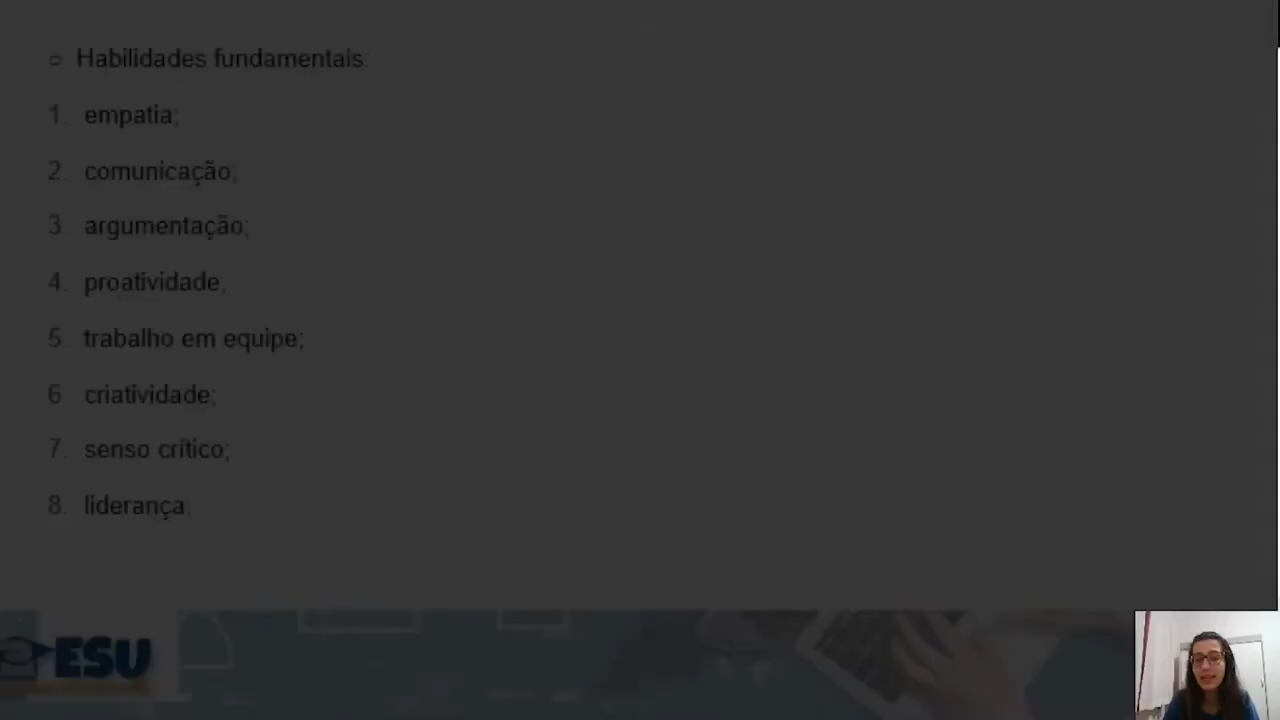 Habilidades fundamentais:
1. empatia;
2. comunicação;
3. argumentação;
4. proatividade;
5. trabalho em equipe;
6. criatividade;
7. senso crítico;
8. liderança.
ESU